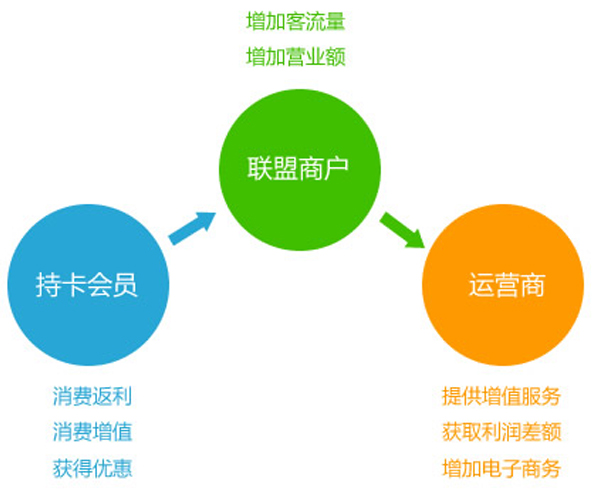 增加客流量
增加营业额
联盟商户
持卡会员
消费返利
消费增值
获得优惠
运营商
提供增值服务
获取利润差额
增加电子商务